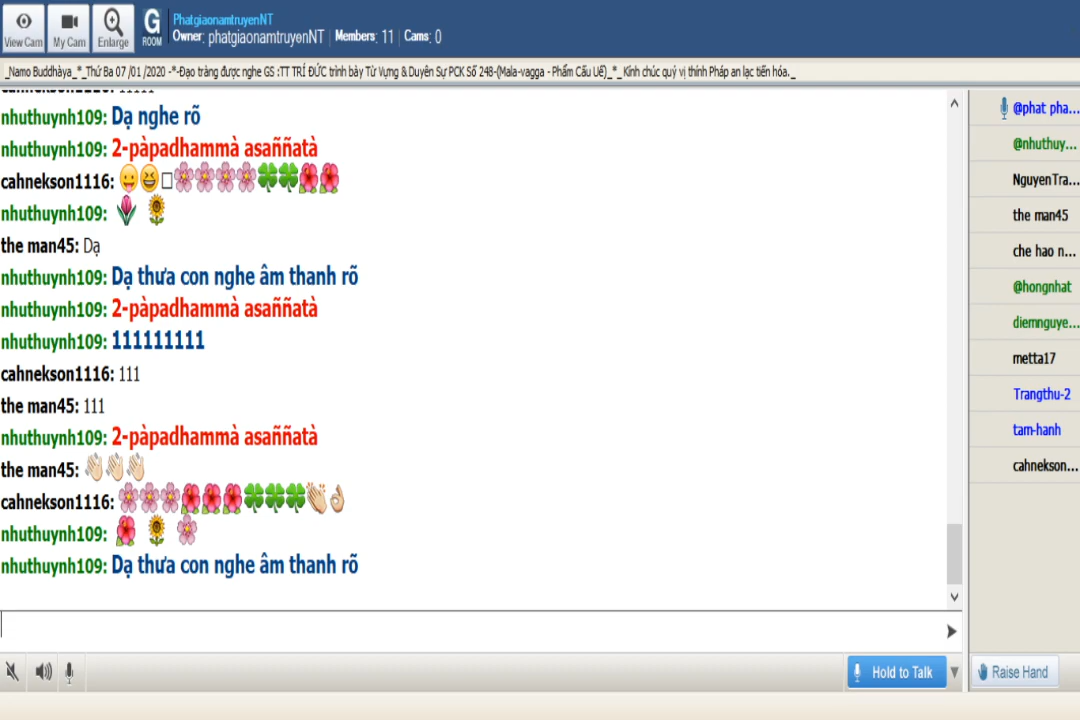 PhatgiaonamtruyenNT
View Cam My Cam Enlarge G ROOM Owner: phatgiaonamtruyenNT Members: 11 Cams: 0
_Namo Buddhàya_*_Thứ Ba 07 /01 /2020 -*-Đạo tràng được nghe GS :TT TRÍ ĐỨC trình bày Từ Vựng & Duyên Sự PCK Số 248-(Mala-vagga - Phẩm Cấu Uế)_*_ Kính chúc quý vị thính Pháp an lạc tiến hóa._
cahnekson1116: 11111
nhuthuynh109: Dạ nghe rõ
nhuthuynh109: 2-pàpadhammà asaññatà
cahnekson1116:
nhuthuynh109:
the man45: Dạ
nhuthuynh109: Dạ thưa con nghe âm thanh rõ
nhuthuynh109: 2-pàpadhammà asaññatà
nhuthuynh109: 111111111
cahnekson1116: 111
the man45: 111
nhuthuynh109: 2-pàpadhammà asaññatà
the man45:
cahnekson1116:
nhuthuynh109:
nhuthuynh109: Dạ thưa con nghe âm thanh rõ
@phat pha...
@nhuthuy...
NguyenTra...
the man45
che hao n...
@hongnhat
diemnguye...
metta17
Trangthu-2
tam-hanh
cahnekson...
Hold to Talk
Raise Hand